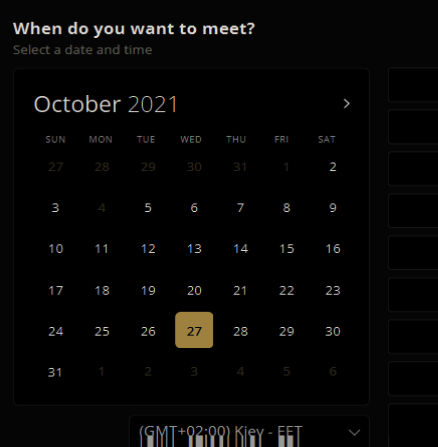 When do you want to meet?
Select a date and time
October 2021
SUN MON TUE WED THU FRI SAT
27 28 29 30 31 1 2
3 4 5 6 7 8 9
10 11 12 13 14 15 16
17 18 19 20 21 22 23
24 25 26 27 28 29 30
31 1 2 3 4 5 6
(GMT+02:00) Kiev - EET